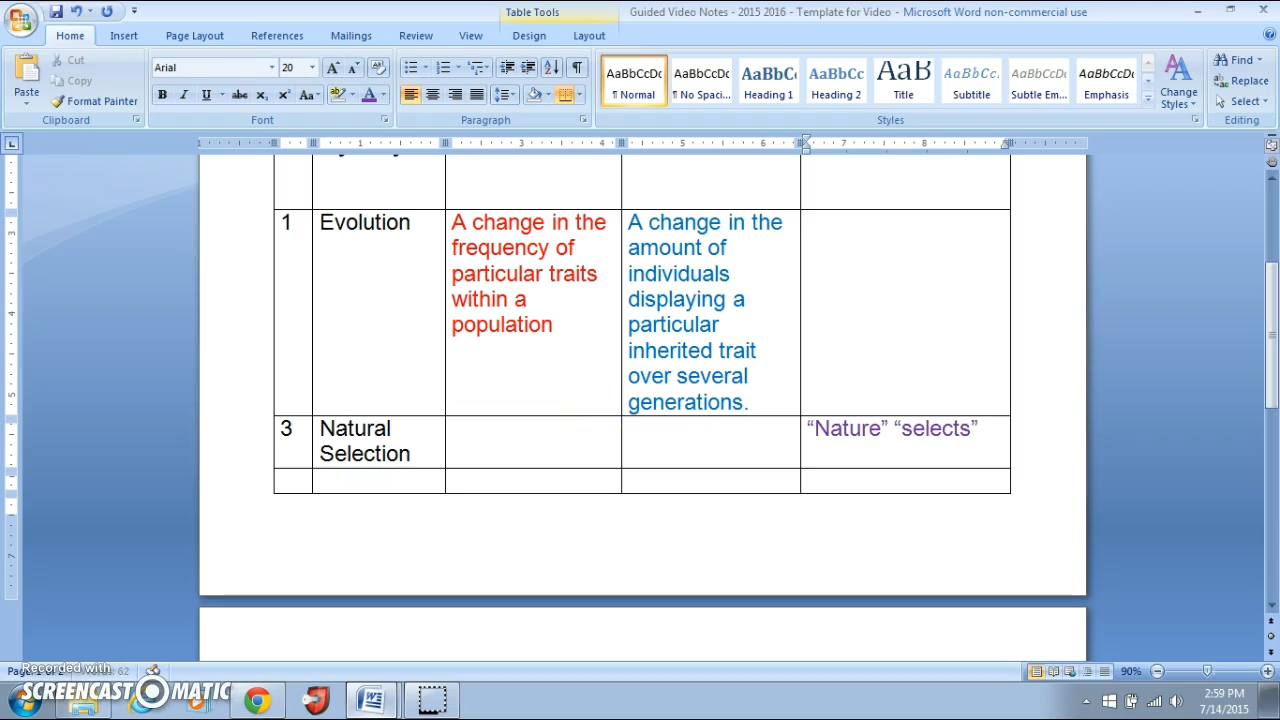 Table Tools
Guided Video Notes - 2015 2016 - Template for Video - Microsoft Word non-commercial use
Home Insert Page Layout References Mailings Review View Design Layout
Paste
Cut
Copy
Format Painter
Clipboard
Arial 20
Font
Paragraph
AaBbCcDc AaBbCcDc AaBbC AaBbCc AaB AaBbCc. AaBbCcDc AaBbCcDc
¶ Normal ¶ No Spaci... Heading 1 Heading 2 Title Subtitle Subtle Em... Emphasis
Change
Styles
Styles
Find
Replace
Select
Editing
1 Evolution
A change in the
frequency of
particular traits
within a
population
A change in the
amount of
individuals
displaying a
particular
inherited trait
over several
generations.
3 Natural
Selection
“Nature” “selects”
Recorded with
SCREENCAST MATIC
90%
2:59 PM
7/14/2015